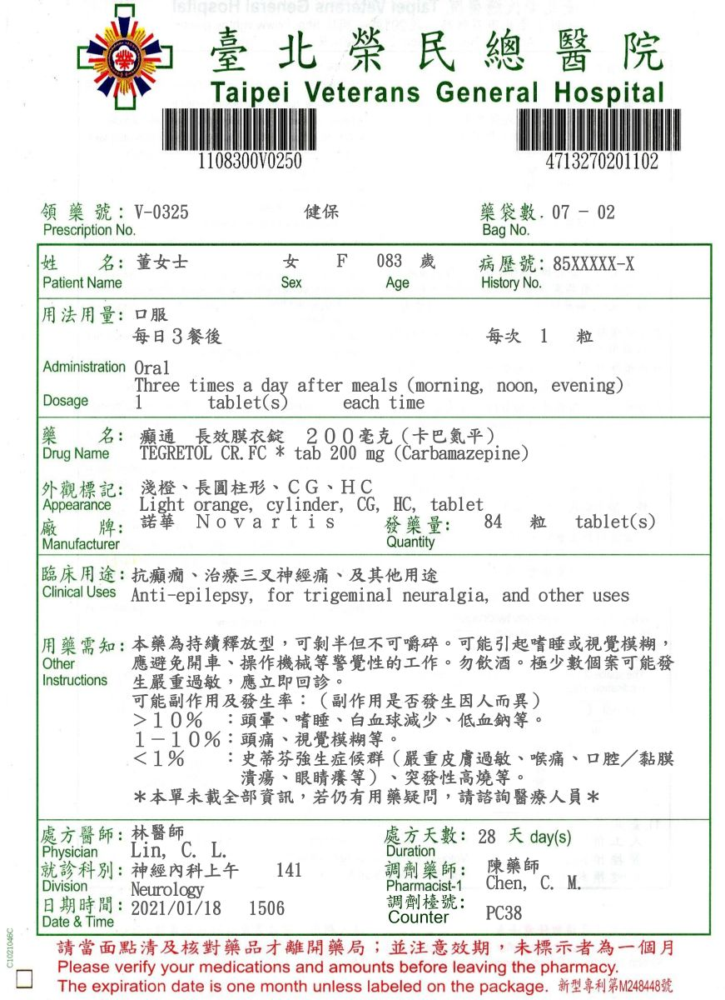 臺北榮民總醫院
Taipei Veterans General Hospital
1108300V0250 4713270201102
領藥號：V-0325 健保 藥袋數. 07 - 02
Prescription No. Bag No.
姓 名：董女士 女 F 083 歲 病歷號：85XXXXX-X
Patient Name Sex Age History No.
用法用量：口服
每日３餐後 每次 1 粒
Administration Oral
Three times a day after meals (morning, noon, evening)
Dosage 1 tablet(s) each time
藥 名：癲通 長效膜衣錠 ２００毫克（卡巴氮平）
Drug Name TEGRETOL CR.FC * tab 200 mg (Carbamazepine)
外觀標記：淺橙、長圓柱形、ＣＧ、ＨＣ
Appearance Light orange, cylinder, CG, HC, tablet
廠 牌：諾華 Ｎｏｖａｒｔｉｓ 發藥量： 84 粒 tablet(s)
Manufacturer Quantity
臨床用途：抗癲癇、治療三叉神經痛、及其他用途
Clinical Uses Anti-epilepsy, for trigeminal neuralgia, and other uses
用藥需知：本藥為持續釋放型，可剝半但不可嚼碎。可能引起嗜睡或視覺模糊，
Other 應避免開車、操作機械等警覺性的工作。勿飲酒。極少數個案可能發
Instructions 生嚴重過敏，應立即回診。
可能副作用及發生率：（副作用是否發生因人而異）
＞１０％ ：頭暈、嗜睡、白血球減少、低血鈉等。
１－１０％：頭痛、視覺模糊等。
＜１％ ：史蒂芬強生症候群（嚴重皮膚過敏、喉痛、口腔／黏膜
潰瘍、眼睛癢等）、突發性高燒等。
＊本單未載全部資訊，若仍有用藥疑問，請諮詢醫療人員＊
處方醫師：林醫師 處方天數： 28 天 day(s)
Physician Lin, C. L. Duration
就診科別：神經內科上午 141 調劑藥師： 陳藥師
Division Neurology Pharmacist-1 Chen, C. M.
日期時間：2021/01/18 1506 調劑檯號： PC38
Date & Time Counter
請當面點清及核對藥品才離開藥局；並注意效期，未標示者為一個月
Please verify your medications and amounts before leaving the pharmacy.
The expiration date is one month unless labeled on the package. 新型專利第M248448號
C1021046C